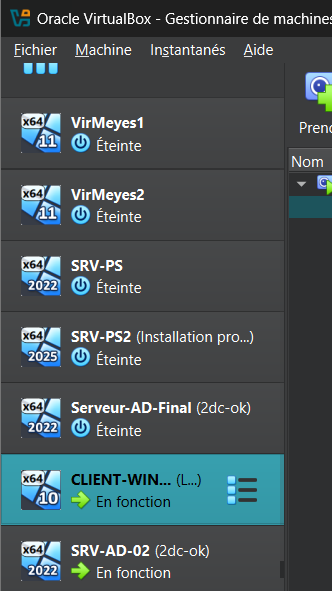 Oracle VirtualBox - Gestionnaire de machines
Fichier Machine Instantanés Aide
Prenc
Nom
x64 11 VirMeyes1
Éteinte
x64 11 VirMeyes2
Éteinte
x64 2022 SRV-PS
Éteinte
x64 2025 SRV-PS2 (Installation pro...)
Éteinte
x64 2022 Serveur-AD-Final (2dc-ok)
Éteinte
x64 10 CLIENT-WIN... (L...)
En fonction
x64 2022 SRV-AD-02 (2dc-ok)
En fonction